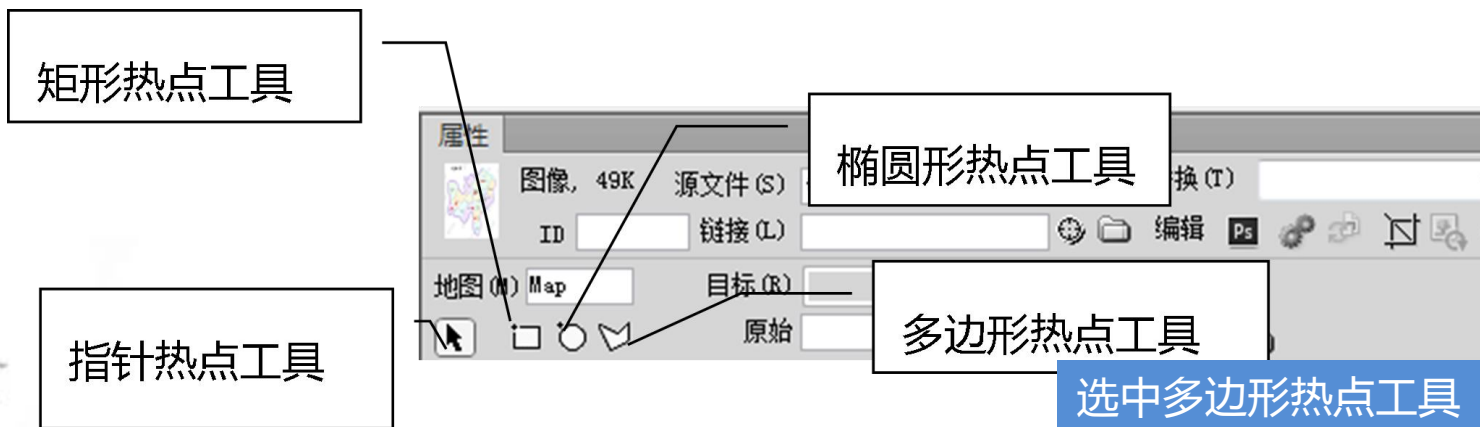 矩形热点工具
属性
椭圆形热点工具
图像, 49K
源文件(S)
换(T)
ID
链接(L)
编辑
Ps
地图(M) Map
目标(R)
原始
多边形热点工具
指针热点工具
选中多边形热点工具